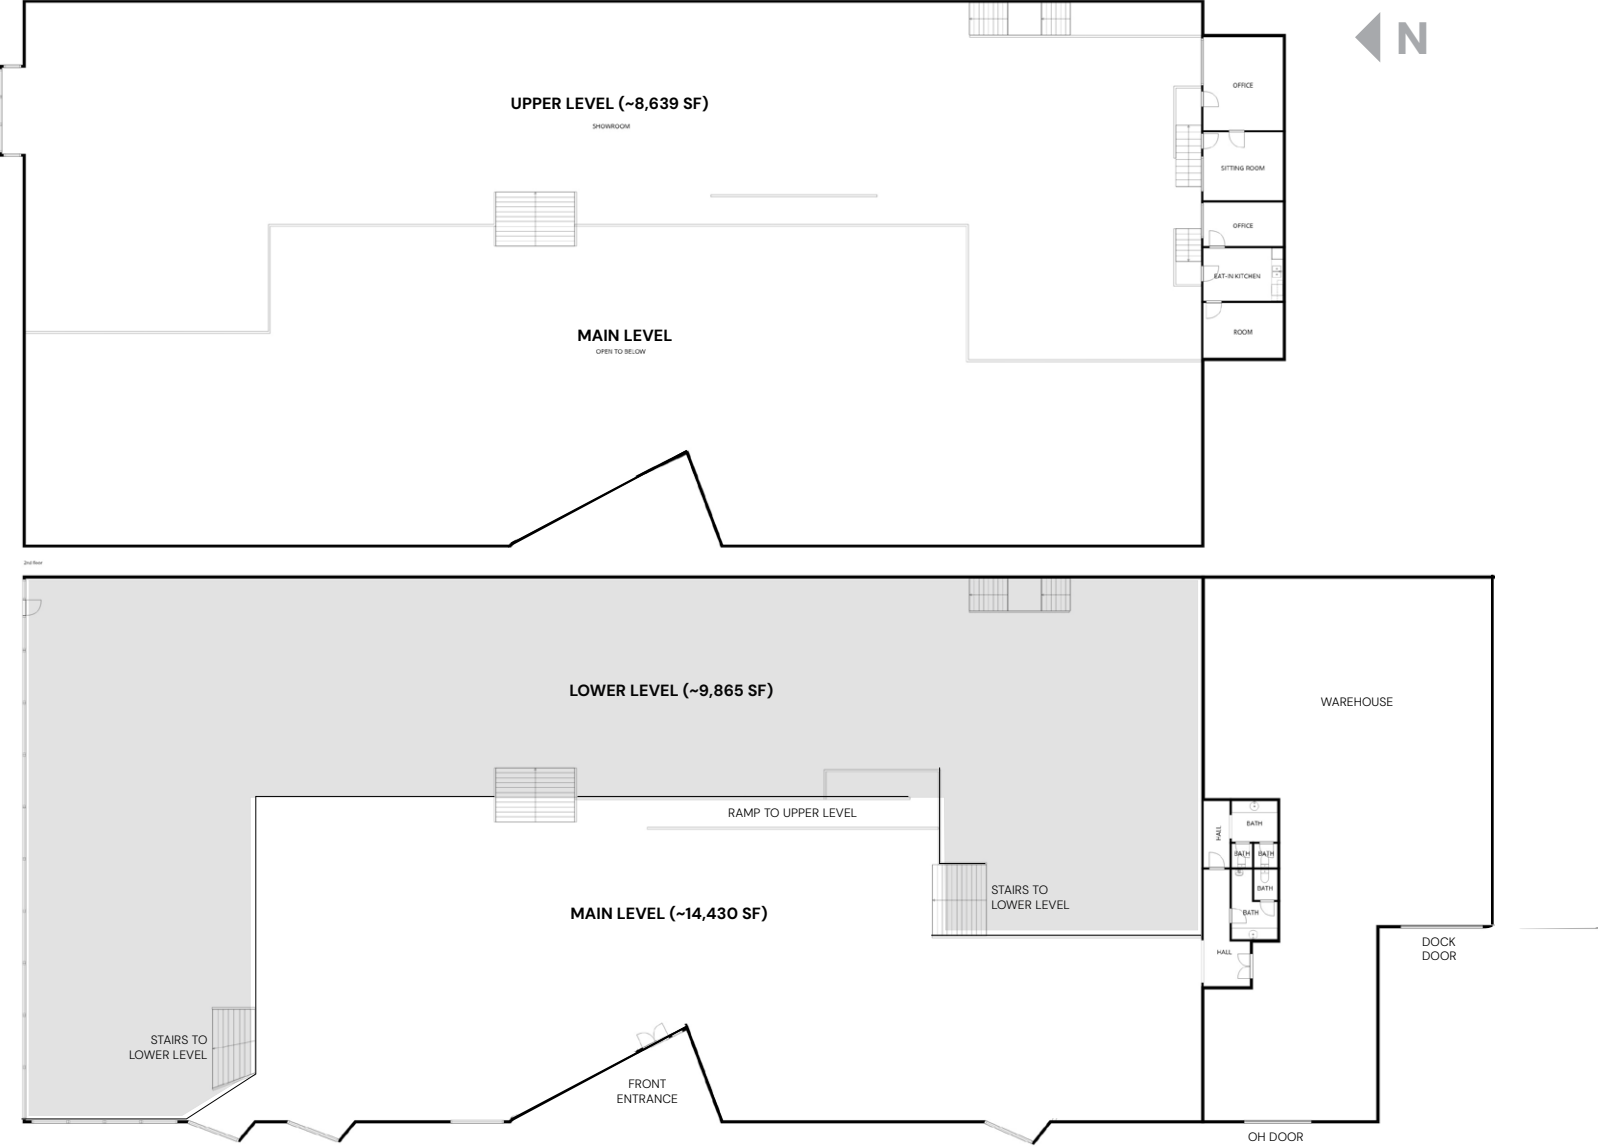 N
OFFICE
UPPER LEVEL (~8,639 SF)
SHOWROOM
SITTING ROOM
OFFICE
EAT-IN KITCHEN
ROOM
MAIN LEVEL
OPEN TO BELOW
2nd floor
LOWER LEVEL (~9,865 SF)
WAREHOUSE
RAMP TO UPPER LEVEL
HALL
BATH
BATH
BATH
BATH
BATH
HALL
STAIRS TO
LOWER LEVEL
MAIN LEVEL (~14,430 SF)
DOCK
DOOR
STAIRS TO
LOWER LEVEL
FRONT
ENTRANCE
OH DOOR